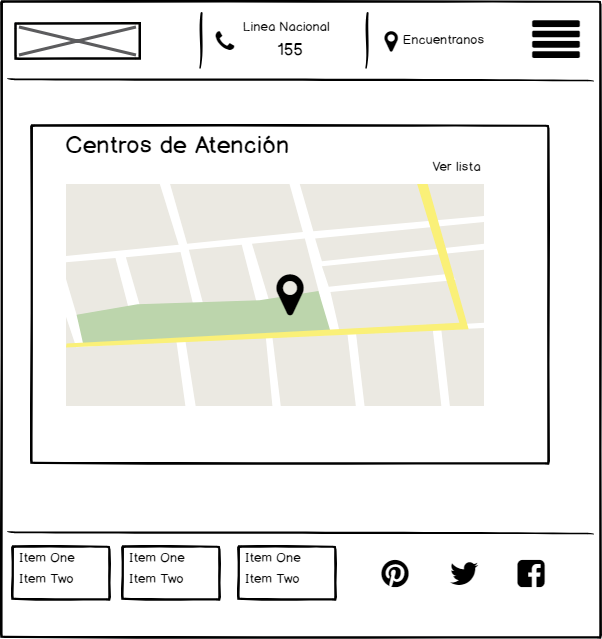 Linea Nacional
155
Encuentranos
Centros de Atención
Ver lista
Item One
Item Two
Item One
Item Two
Item One
Item Two